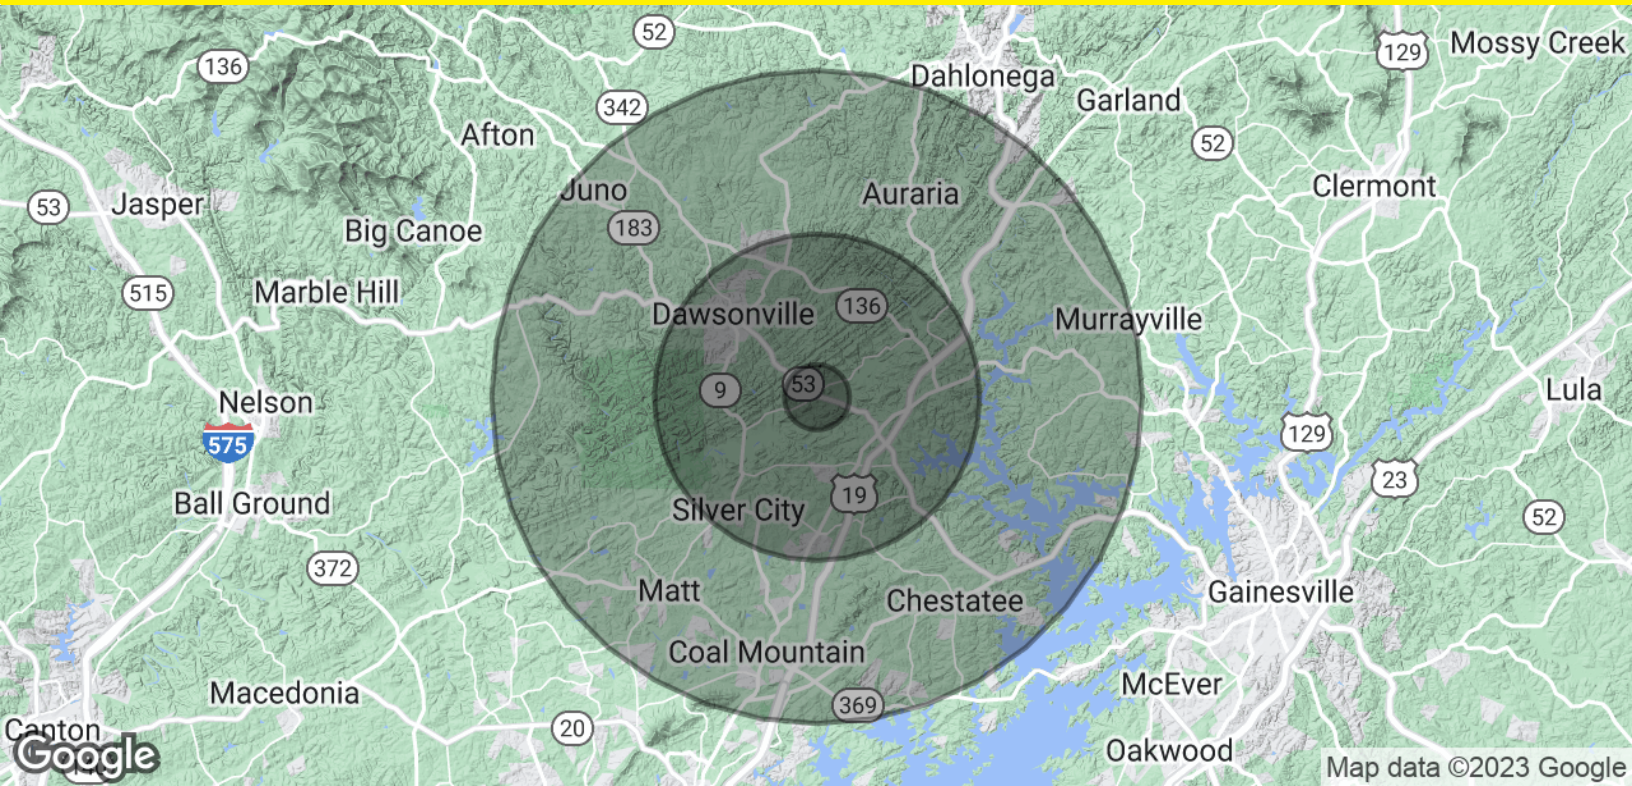 52
129
Mossy Creek
136
Dahlonega
Garland
342
Afton
52
Clermont
Juno
Auraria
53
Jasper
Big Canoe
183
515
Marble Hill
Dawsonville
136
Murrayville
9
53
Lula
Nelson
575
129
23
Ball Ground
Silver City
19
52
372
Matt
Chestatee
Gainesville
Coal Mountain
Macedonia
McEver
369
Canton
20
Oakwood
Google
Map data ©2023 Google